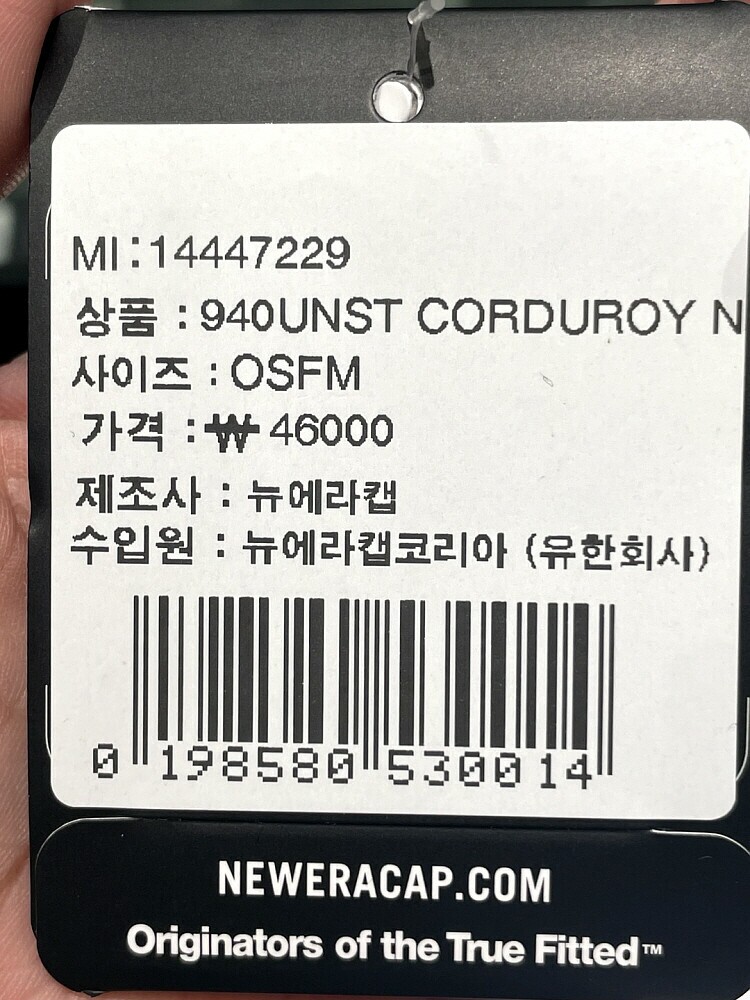 MI:14447229
상품 :940UNST CORDUROY N
사이즈 :OSFM
가격 :₩ 46000
제조사 : 뉴에라캡
수입원 : 뉴에라캡코리아 (유한회사)
0 198580 530014
NEWERACAP.COM
Originators of the True Fitted™